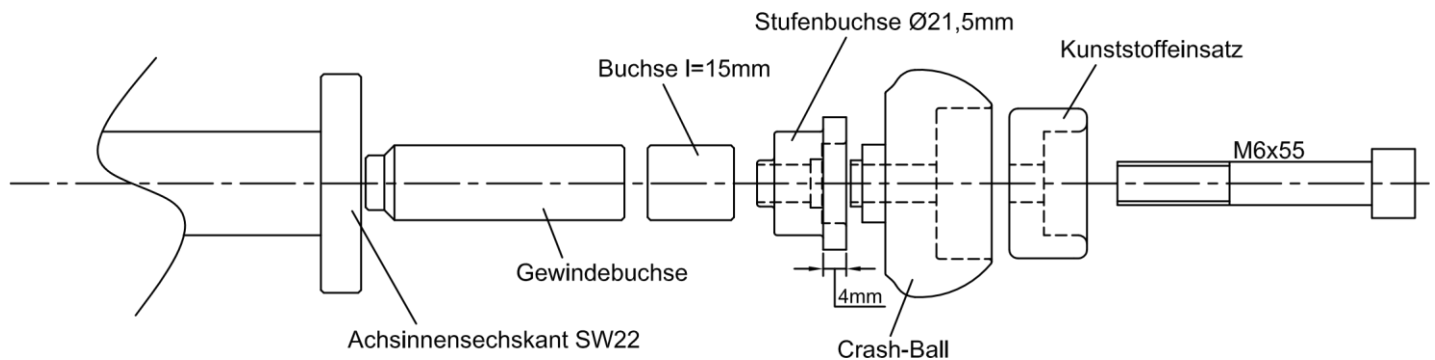 Stufenbuchse Ø21,5mm
Kunststoffeinsatz
Buchse l=15mm
M6x55
Gewindebuchse
4mm
Achsinnensechskant SW22
Crash-Ball